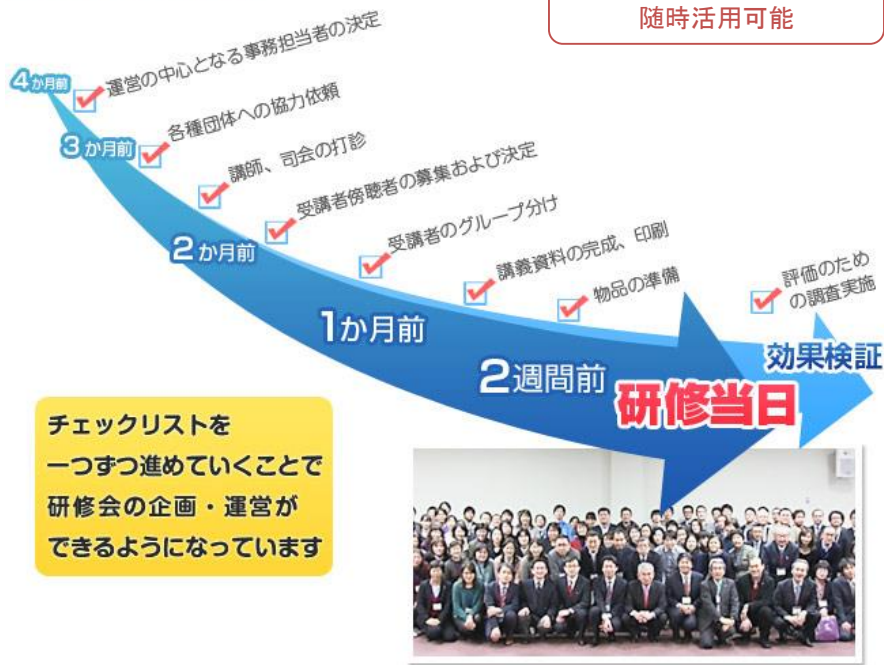 随時活用可能
4か月前
運営の中心となる事務担当者の決定
各種団体への協力依頼
3か月前
講師、司会の打診
受講者傍聴者の募集および決定
2か月前
受講者のグループ分け
講義資料の完成、印刷
物品の準備
評価のため
の調査実施
1か月前
2週間前
効果検証
研修当日
チェックリストを
一つずつ進めていくことで
研修会の企画・運営が
できるようになっています